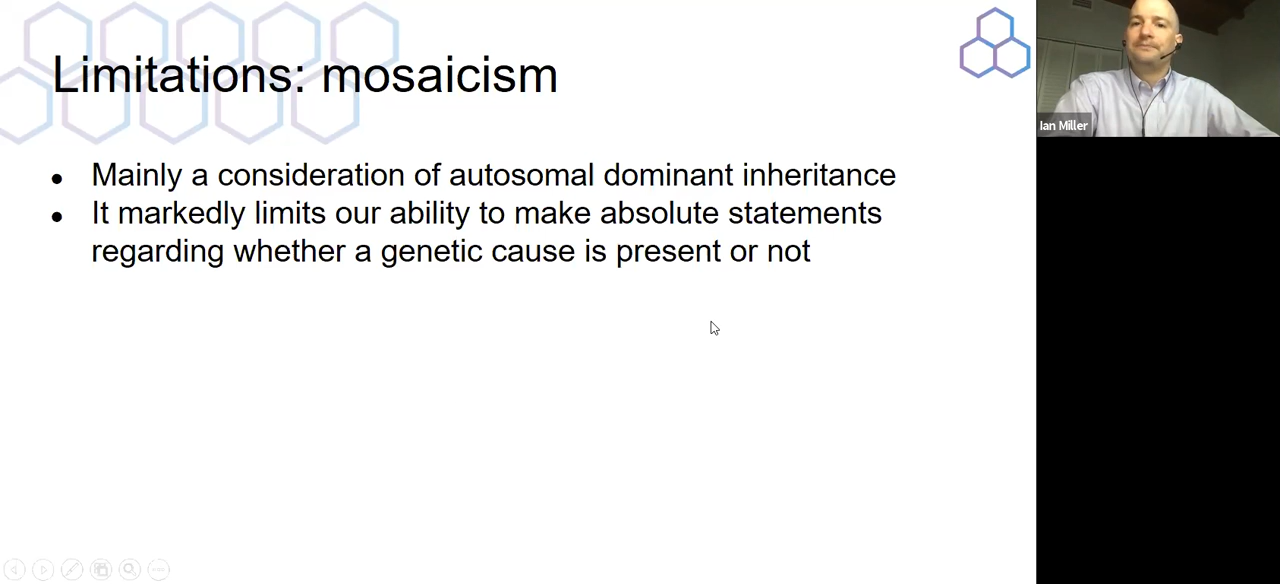 Limitations: mosaicism
● Mainly a consideration of autosomal dominant inheritance
● It markedly limits our ability to make absolute statements
regarding whether a genetic cause is present or not
Ian Miller